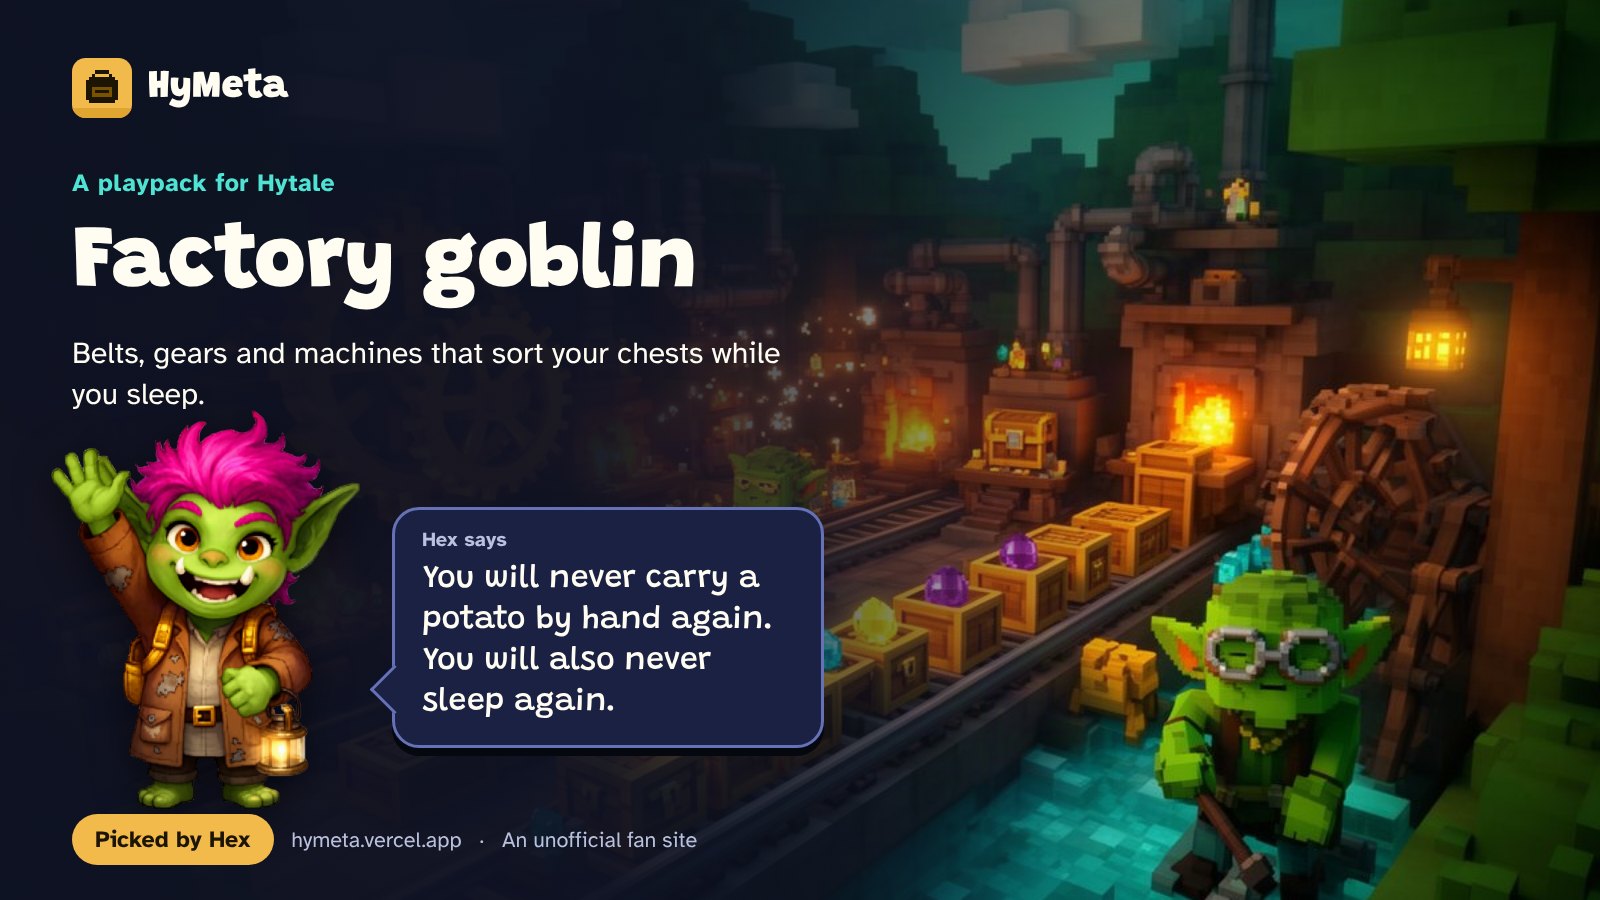 HyMeta
A playpack for Hytale
Factory goblin
Belts, gears and machines that sort your chests while
you sleep.
Hex says
You will never carry a
potato by hand again.
You will also never
sleep again.
Picked by Hex
hymeta.vercel.app · An unofficial fan site